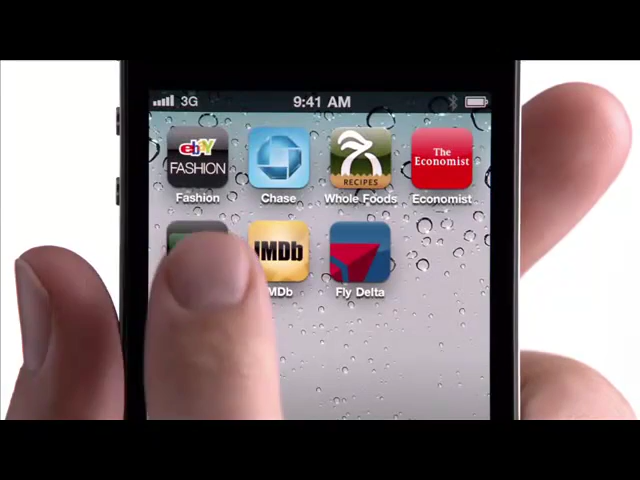 3G 9:41 AM
ebY
FASHION
Fashion
Chase
RECIPES
Whole Foods
The
Economist
Economist
IMDb
MDb
Fly Delta